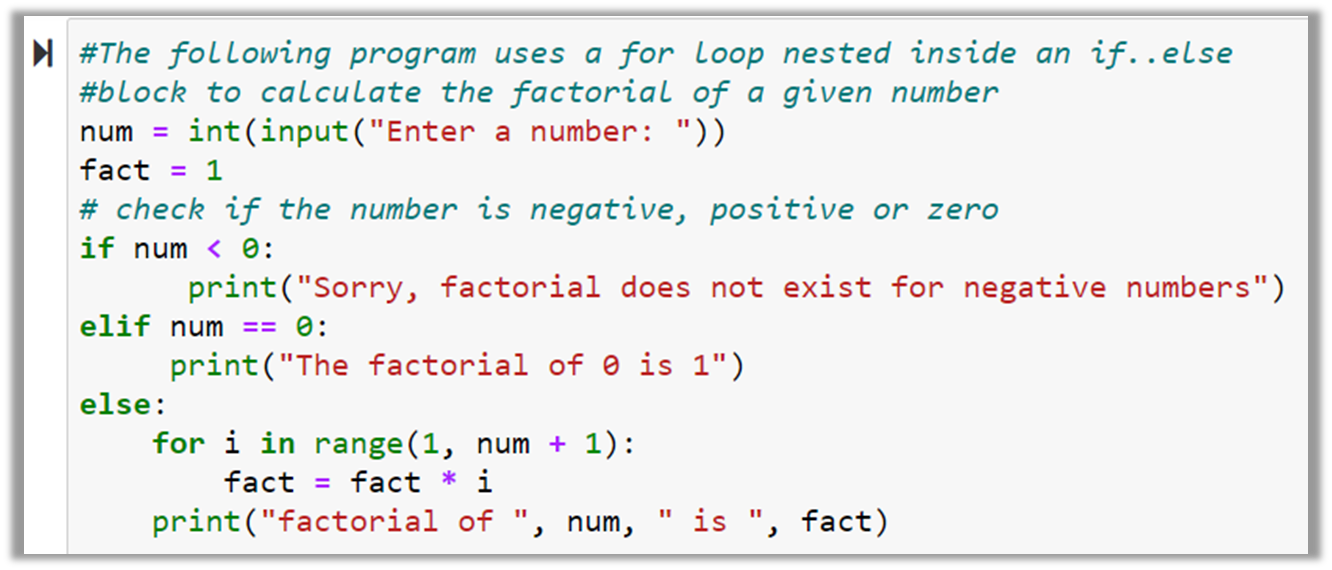 #The following program uses a for loop nested inside an if..else
#block to calculate the factorial of a given number
num = int(input("Enter a number: "))
fact = 1
# check if the number is negative, positive or zero
if num < 0:
      print("Sorry, factorial does not exist for negative numbers")
elif num == 0:
     print("The factorial of 0 is 1")
else:
    for i in range(1, num + 1):
        fact = fact * i
    print("factorial of ", num, " is ", fact)